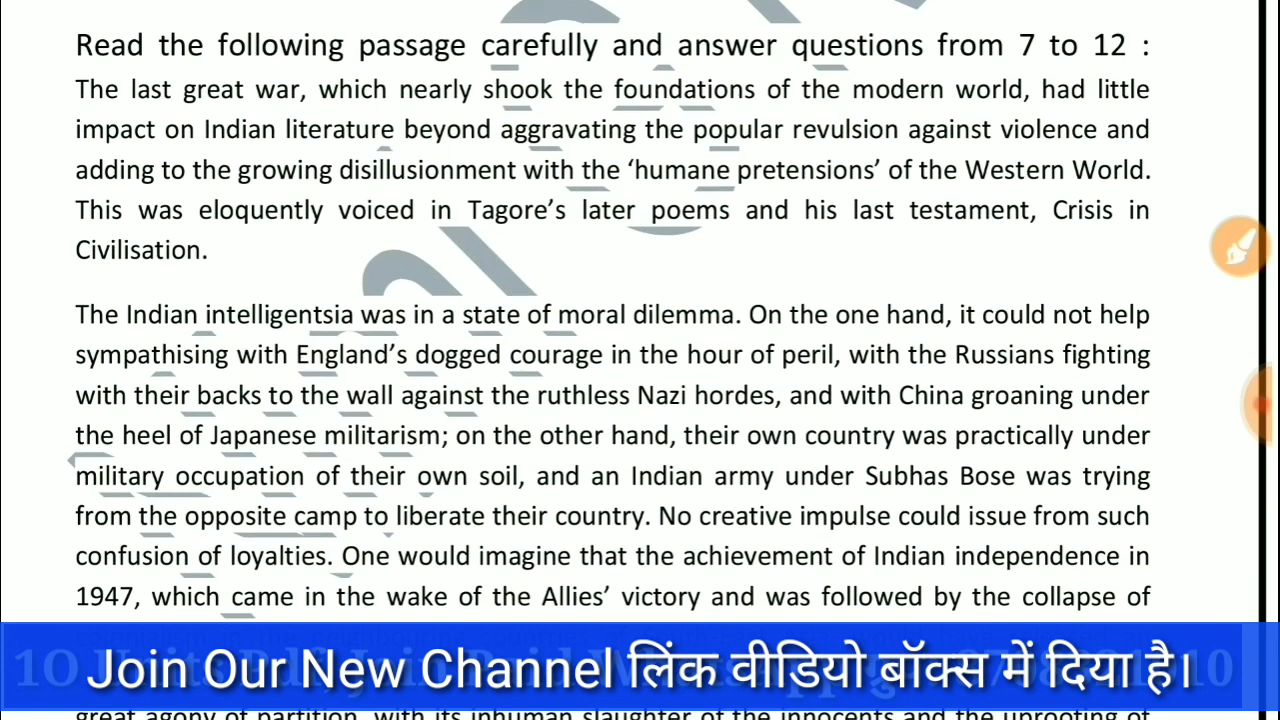 Read the following passage carefully and answer questions from 7 to 12 :
The last great war, which nearly shook the foundations of the modern world, had little
impact on Indian literature beyond aggravating the popular revulsion against violence and
adding to the growing disillusionment with the ‘humane pretensions’ of the Western World.
This was eloquently voiced in Tagore’s later poems and his last testament, Crisis in
Civilisation.
The Indian intelligentsia was in a state of moral dilemma. On the one hand, it could not help
sympathising with England’s dogged courage in the hour of peril, with the Russians fighting
with their backs to the wall against the ruthless Nazi hordes, and with China groaning under
the heel of Japanese militarism; on the other hand, their own country was practically under
military occupation of their own soil, and an Indian army under Subhas Bose was trying
from the opposite camp to liberate their country. No creative impulse could issue from such
confusion of loyalties. One would imagine that the achievement of Indian independence in
1947, which came in the wake of the Allies’ victory and was followed by the collapse of
Join Our New Channel लिंक वीडियो बॉक्स में दिया है।
great agony of partition, with its inhuman slaughter of the innocents and the uprooting of